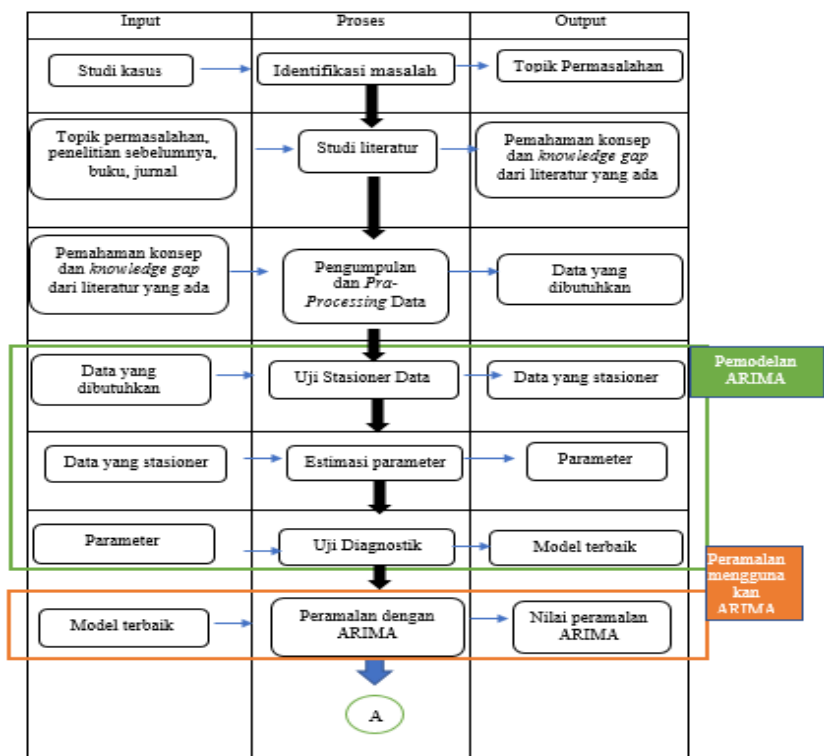 Input
Proses
Output
Studi kasus
Identifikasi masalah
Topik Permasalahan
Topik permasalahan,
penelitian sebelumnya,
buku, jurnal
Studi literatur
Pemahaman konsep
dan knowledge gap
dari literatur yang ada
Pemahaman konsep
dan knowledge gap
dari literatur yang ada
Pengumpulan
dan Pra-
Processing Data
Data yang
dibutuhkan
Data yang
dibutuhkan
Uji Stasioner Data
Data yang stasioner
Pemodelan
ARIMA
Data yang stasioner
Estimasi parameter
Parameter
Parameter
Uji Diagnostik
Model terbaik
Peramalan
mengguna
kan
ARIMA
Model terbaik
Peramalan dengan
ARIMA
Nilai peramalan
ARIMA
A